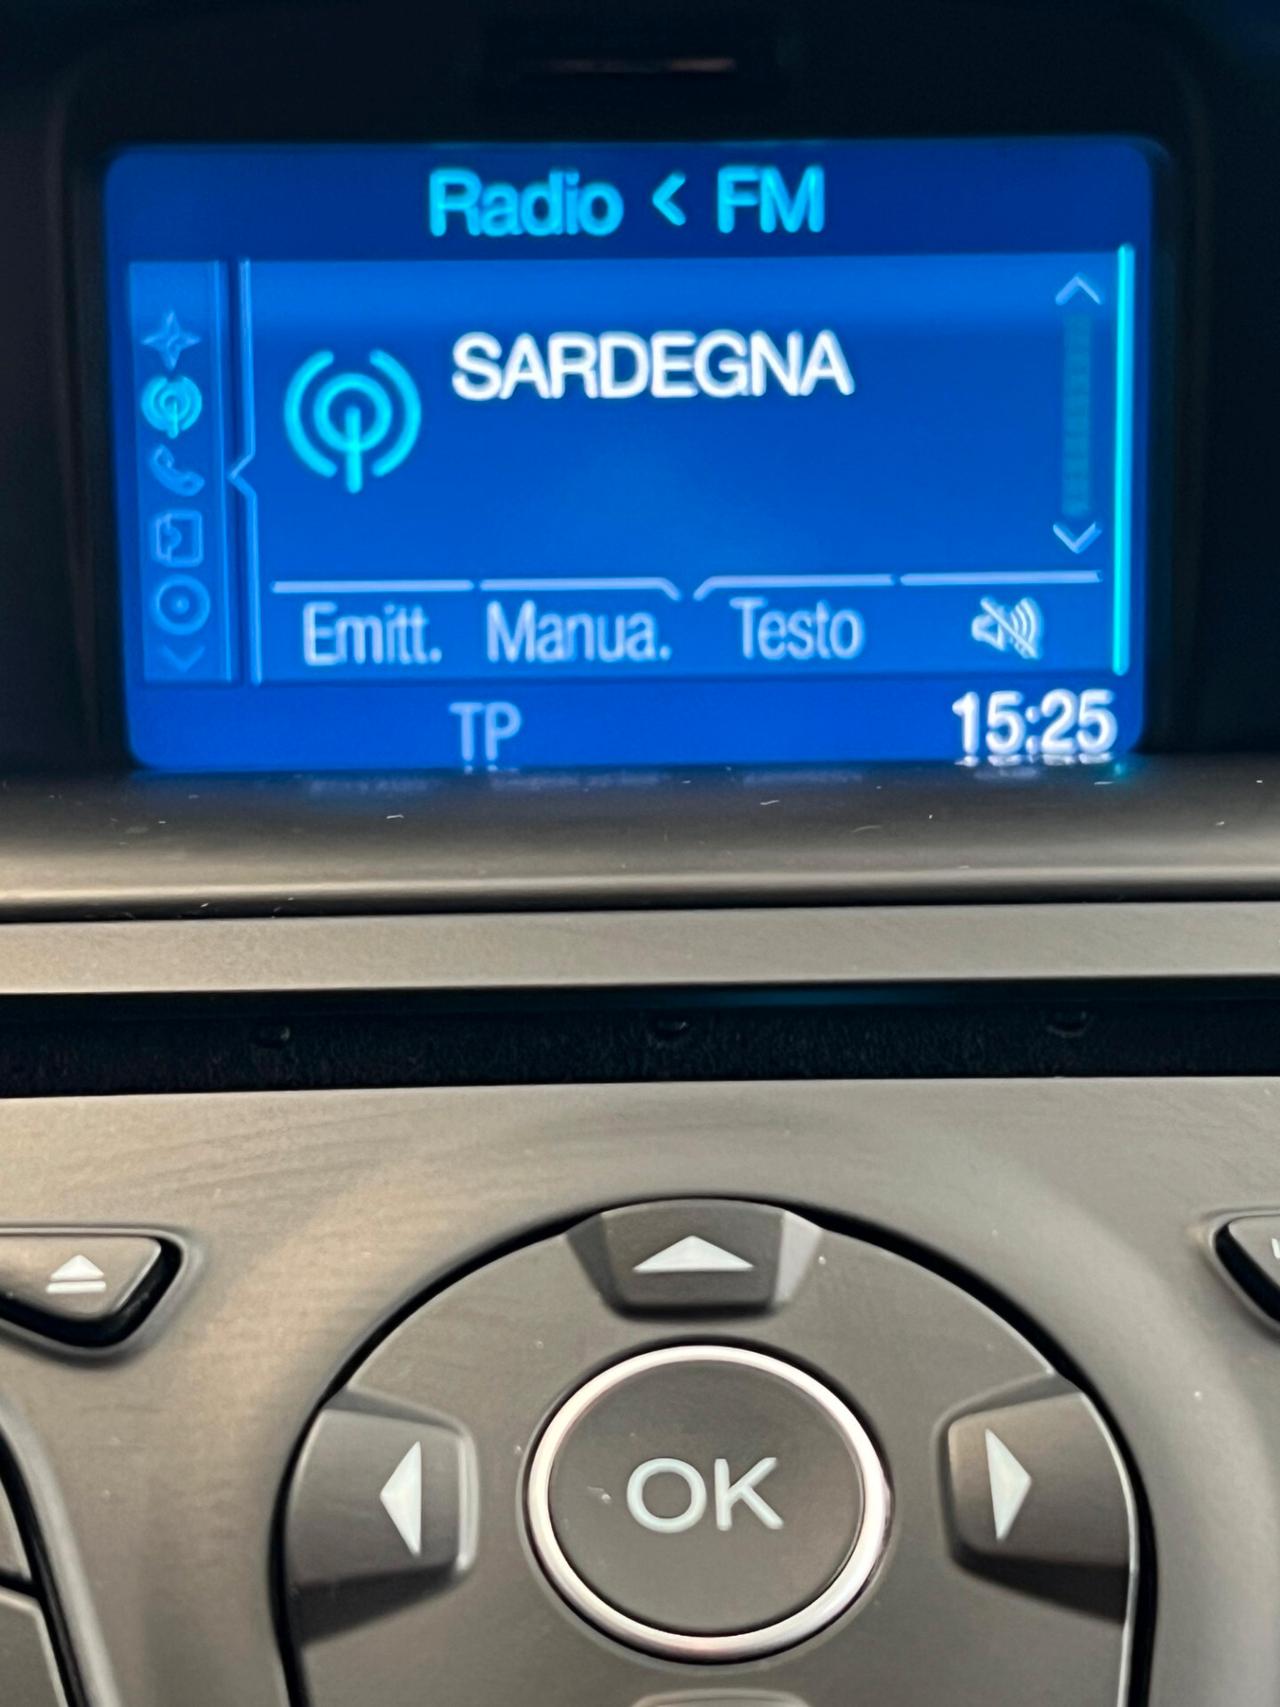 Radio < FM
SARDEGNA
Emitt. Manua. Testo
TP 15:25
OK